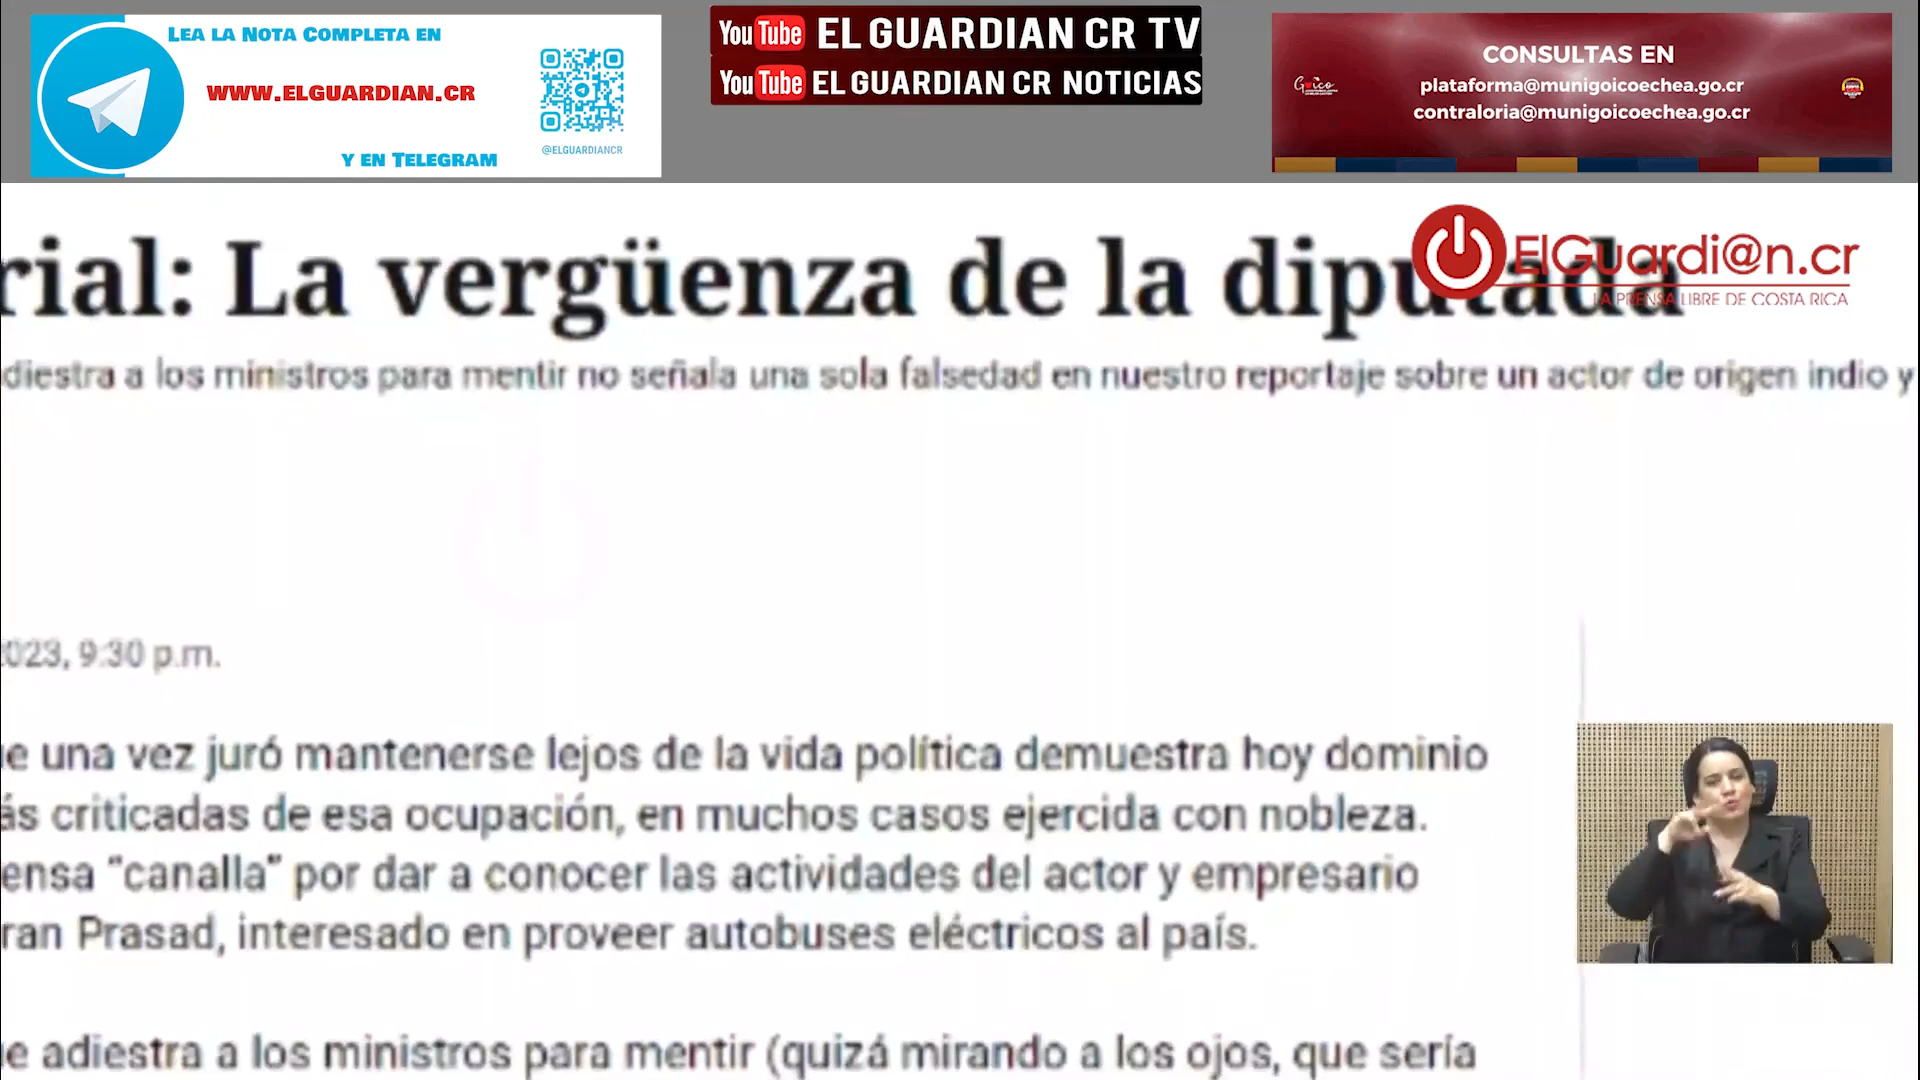 LEA LA NOTA COMPLETA EN
WWW.ELGUARDIAN.CR
Y EN TELEGRAM
@ELGUARDIANCR
YouTube EL GUARDIAN CR TV
YouTube EL GUARDIAN CR NOTICIAS
CONSULTAS EN
plataforma@munigoicoechea.go.cr
contraloria@munigoicoechea.go.cr
Goico
ElGuardi@n.cr
LA PRENSA LIBRE DE COSTA RICA
rial: La vergüenza de la diputada
diestra a los ministros para mentir no señala una sola falsedad en nuestro reportaje sobre un actor de origen indio y
2023, 9:30 p.m.
e una vez juró mantenerse lejos de la vida política demuestra hoy dominio
ás criticadas de esa ocupación, en muchos casos ejercida con nobleza.
ensa “canalla” por dar a conocer las actividades del actor y empresario
ran Prasad, interesado en proveer autobuses eléctricos al país.
e adiestra a los ministros para mentir (quizá mirando a los ojos, que sería